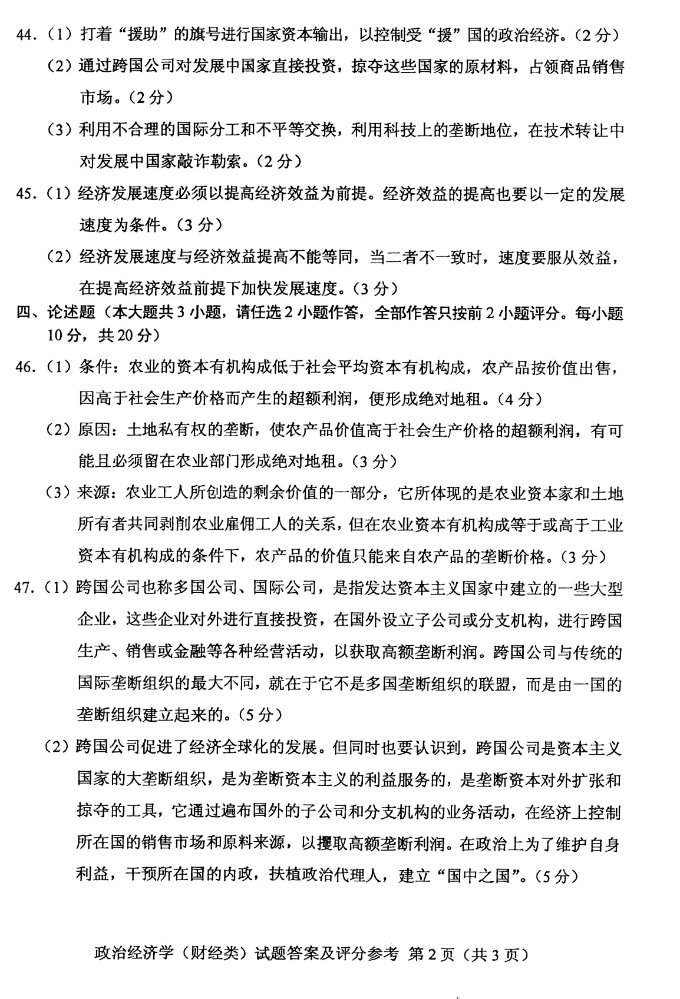 44.（1）打着“援助”的旗号进行国家资本输出，以控制受“援”国的政治经济。（2 分）
（2）通过跨国公司对发展中国家直接投资，掠夺这些国家的原材料，占领商品销售
市场。（2 分）
（3）利用不合理的国际分工和不平等交换，利用科技上的垄断地位，在技术转让中
对发展中国家敲诈勒索。（2 分）
45.（1）经济发展速度必须以提高经济效益为前提。经济效益的提高也要以一定的发展
速度为条件。（3 分）
（2）经济发展速度与经济效益提高不能等同，当二者不一致时，速度要服从效益，
在提高经济效益前提下加快发展速度。（3 分）
四、论述题（本大题共 3 小题，请任选 2 小题作答，全部作答只按前 2 小题评分。每小题
10 分，共 20 分）
46.（1）条件：农业的资本有机构成低于社会平均资本有机构成，农产品按价值出售，
因高于社会生产价格而产生的超额利润，便形成绝对地租。（4 分）
（2）原因：土地私有权的垄断，使农产品价值高于社会生产价格的超额利润，有可
能且必须留在农业部门形成绝对地租。（3 分）
（3）来源：农业工人所创造的剩余价值的一部分，它所体现的是农业资本家和土地
所有者共同剥削农业雇佣工人的关系，但在农业资本有机构成等于或高于工业
资本有机构成的条件下，农产品的价值只能来自农产品的垄断价格。（3 分）
47.（1）跨国公司也称多国公司、国际公司，是指发达资本主义国家中建立的一些大型
企业，这些企业对外进行直接投资，在国外设立子公司或分支机构，进行跨国
生产、销售或金融等各种经营活动，以获取高额垄断利润。跨国公司与传统的
国际垄断组织的最大不同，就在于它不是多国垄断组织的联盟，而是由一国的
垄断组织建立起来的。（5 分）
（2）跨国公司促进了经济全球化的发展。但同时也要认识到，跨国公司是资本主义
国家的大垄断组织，是为垄断资本主义的利益服务的，是垄断资本对外扩张和
掠夺的工具，它通过遍布国外的子公司和分支机构的业务活动，在经济上控制
所在国的销售市场和原料来源，以攫取高额垄断利润。在政治上为了维护自身
利益，干预所在国的内政，扶植政治代理人，建立“国中之国”。（5 分）
政治经济学（财经类）试题答案及评分参考 第 2 页（共 3 页）